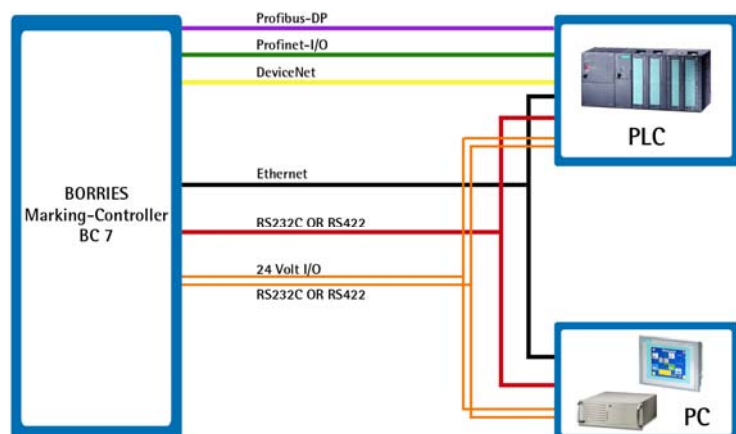 Profibus-DP
Profinet-I/O
DeviceNet
PLC
Ethernet
BORRIES
Marking-Controller
BC 7
RS232C OR RS422
24 Volt I/O
RS232C OR RS422
PC